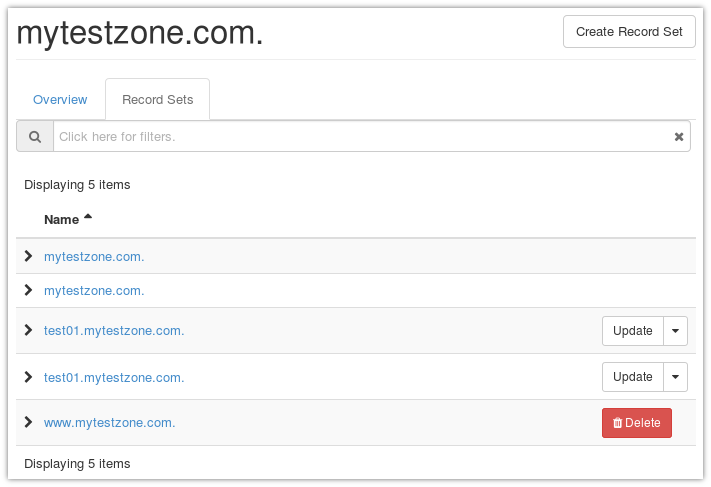 mytestzone.com.
Create Record Set
Overview
Record Sets
Click here for filters.
Displaying 5 items
Name
mytestzone.com.
mytestzone.com.
test01.mytestzone.com.
Update
test01.mytestzone.com.
Update
www.mytestzone.com.
Delete
Displaying 5 items